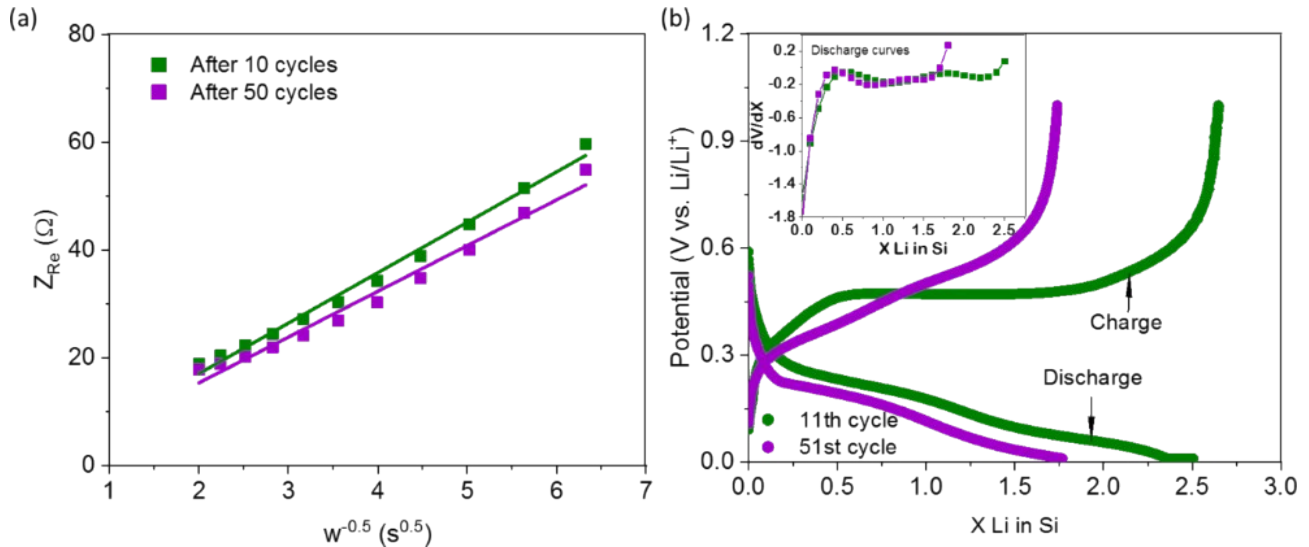 (a)
After 10 cycles
After 50 cycles
Z_Re (Ω)
80
60
40
20
0
1 2 3 4 5 6 7
w^-0.5 (s^0.5)
(b)
Potential (V vs. Li/Li⁺)
1.2
0.9
0.6
0.3
0.0
Discharge curves
dV/dX
0.2
-0.2
-0.6
-1.0
-1.4
-1.8
0.0 0.5 1.0 1.5 2.0 2.5
X Li in Si
Charge
Discharge
11th cycle
51st cycle
0.0 0.5 1.0 1.5 2.0 2.5 3.0
X Li in Si